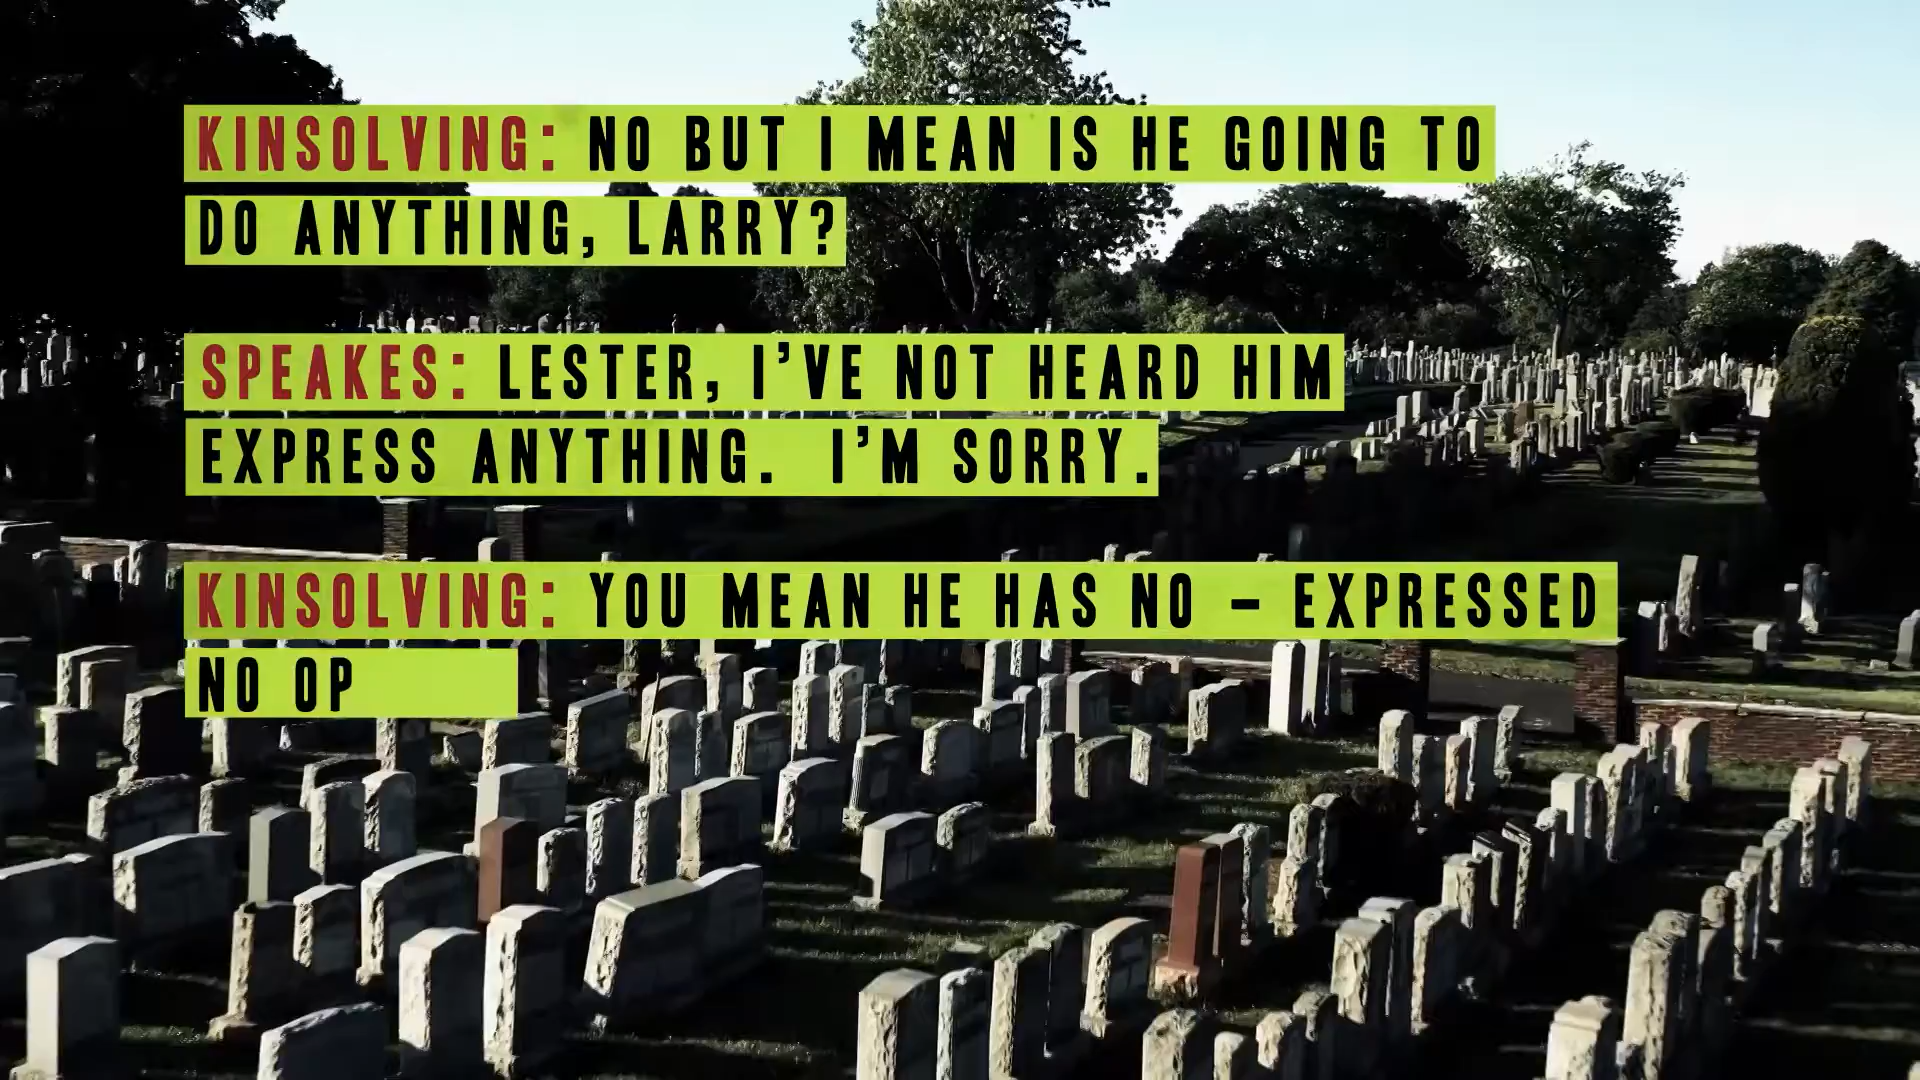 KINSOLVING: NO BUT I MEAN IS HE GOING TO
DO ANYTHING, LARRY?
SPEAKES: LESTER, I'VE NOT HEARD HIM
EXPRESS ANYTHING. I'M SORRY.
KINSOLVING: YOU MEAN HE HAS NO – EXPRESSED
NO OP